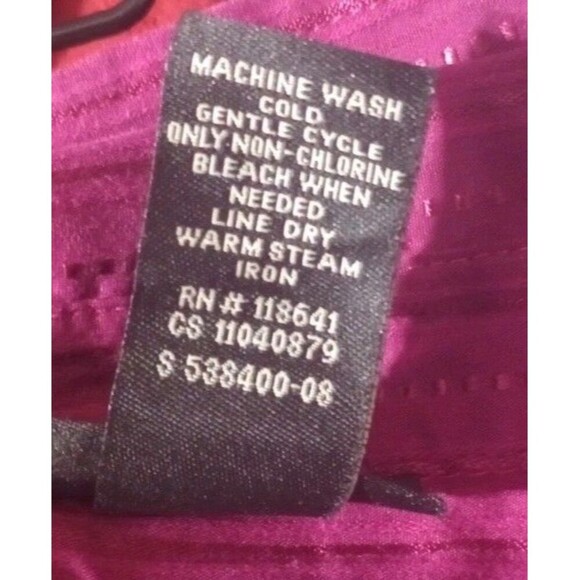 MACHINE WASH
COLD
GENTLE CYCLE
ONLY NON-CHLORINE
BLEACH WHEN
NEEDED
LINE DRY
WARM STEAM
IRON
RN # 118641
CS 11040879
S 538400-08